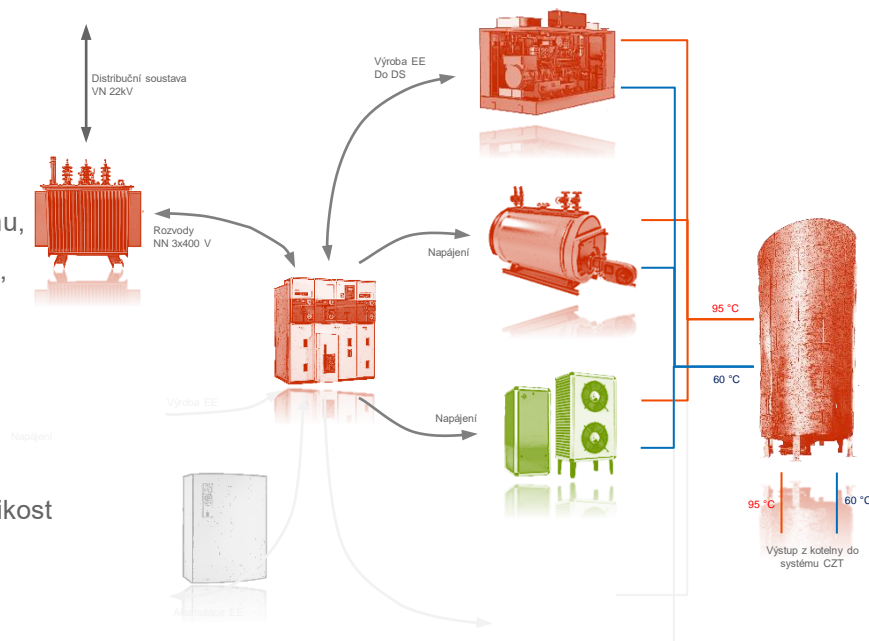 Distribuční soustava
VN 22kV
Výroba EE
Do DS
nu,
Rozvody
NN 3x400 V
Napájení
,
95 °C
60 °C
Výroba EE
Napájení
Napájení
ikost
95 °C
60 °C
Výstup z kotelny do
systému CZT